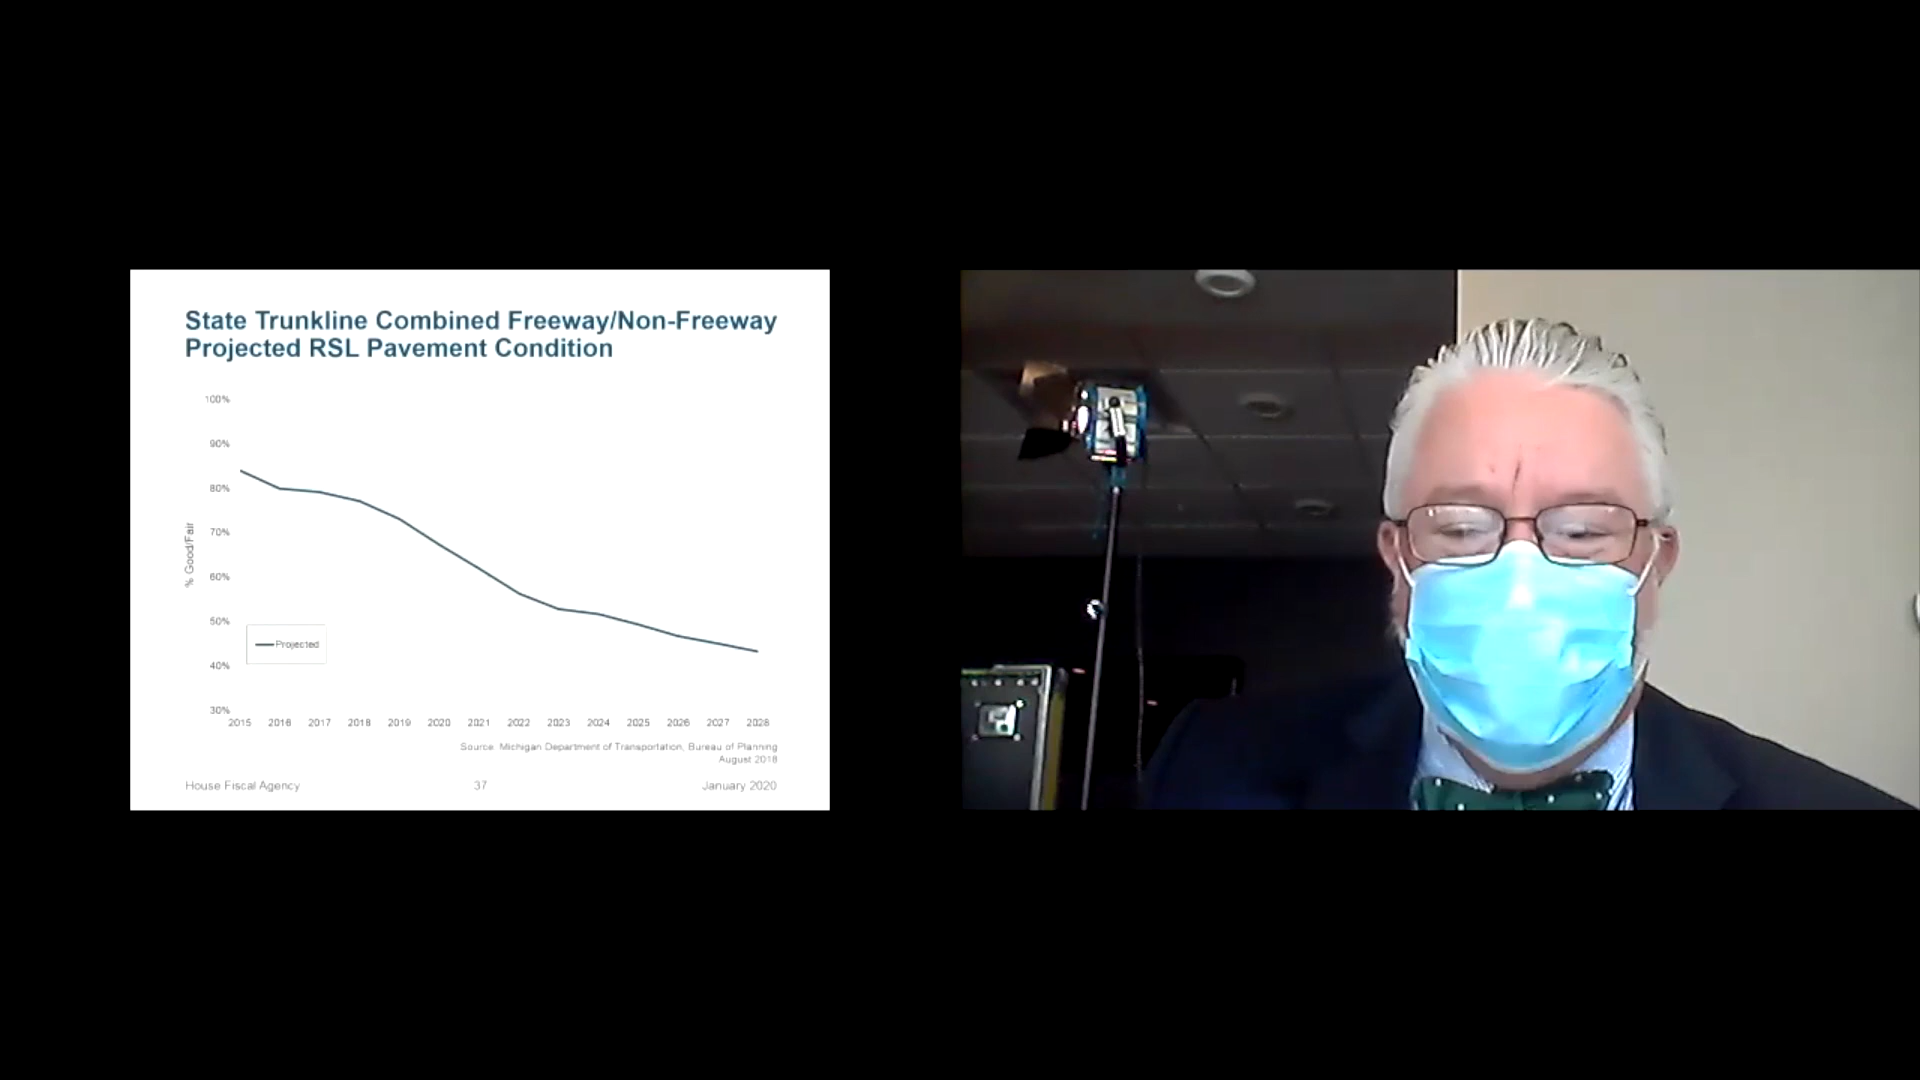 State Trunkline Combined Freeway/Non-Freeway
Projected RSL Pavement Condition
100%
90%
80%
70%
60%
50%
40%
30%
% Good/Fair
Projected
2015 2016 2017 2018 2019 2020 2021 2022 2023 2024 2025 2026 2027 2028
Source: Michigan Department of Transportation, Bureau of Planning
August 2018
House Fiscal Agency 37 January 2020